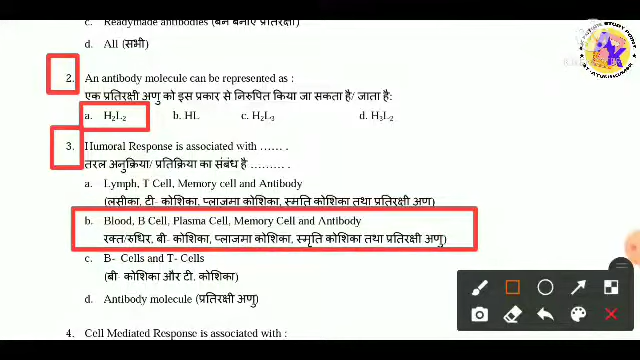 c. Readymade antibodies (बने बनाए प्रतिरक्षी)
d. All (सभी)
2. An antibody molecule can be represented as :
एक प्रतिरक्षी अणु को इस प्रकार से निरुपित किया जा सकता है/ जाता है:
a. H₂L₂ b. HL c. H₂L₃ d. H₃L₂
3. Humoral Response is associated with …… .
तरल अनुक्रिया/ प्रतिक्रिया का संबंध है ……… .
a. Lymph, T Cell, Memory cell and Antibody
(लसीका, टी- कोशिका, प्लाजमा कोशिका, स्मृति कोशिका तथा प्रतिरक्षी अणु)
b. Blood, B Cell, Plasma Cell, Memory Cell and Antibody
रक्त/रुधिर, बी- कोशिका, प्लाजमा कोशिका, स्मृति कोशिका तथा प्रतिरक्षी अणु)
c. B- Cells and T- Cells
(बी- कोशिका और टी. कोशिका)
d. Antibody molecule (प्रतिरक्षी अणु)
4. Cell Mediated Response is associated with :